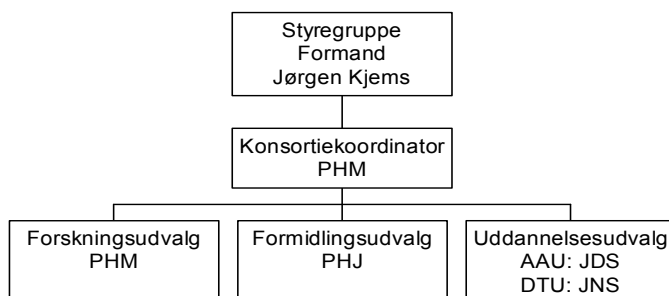 Styregruppe
Formand
Jørgen Kjems
Konsortiekoordinator
PHM
Forskningsudvalg
PHM
Formidlingsudvalg
PHJ
Uddannelsesudvalg
AAU: JDS
DTU: JNS